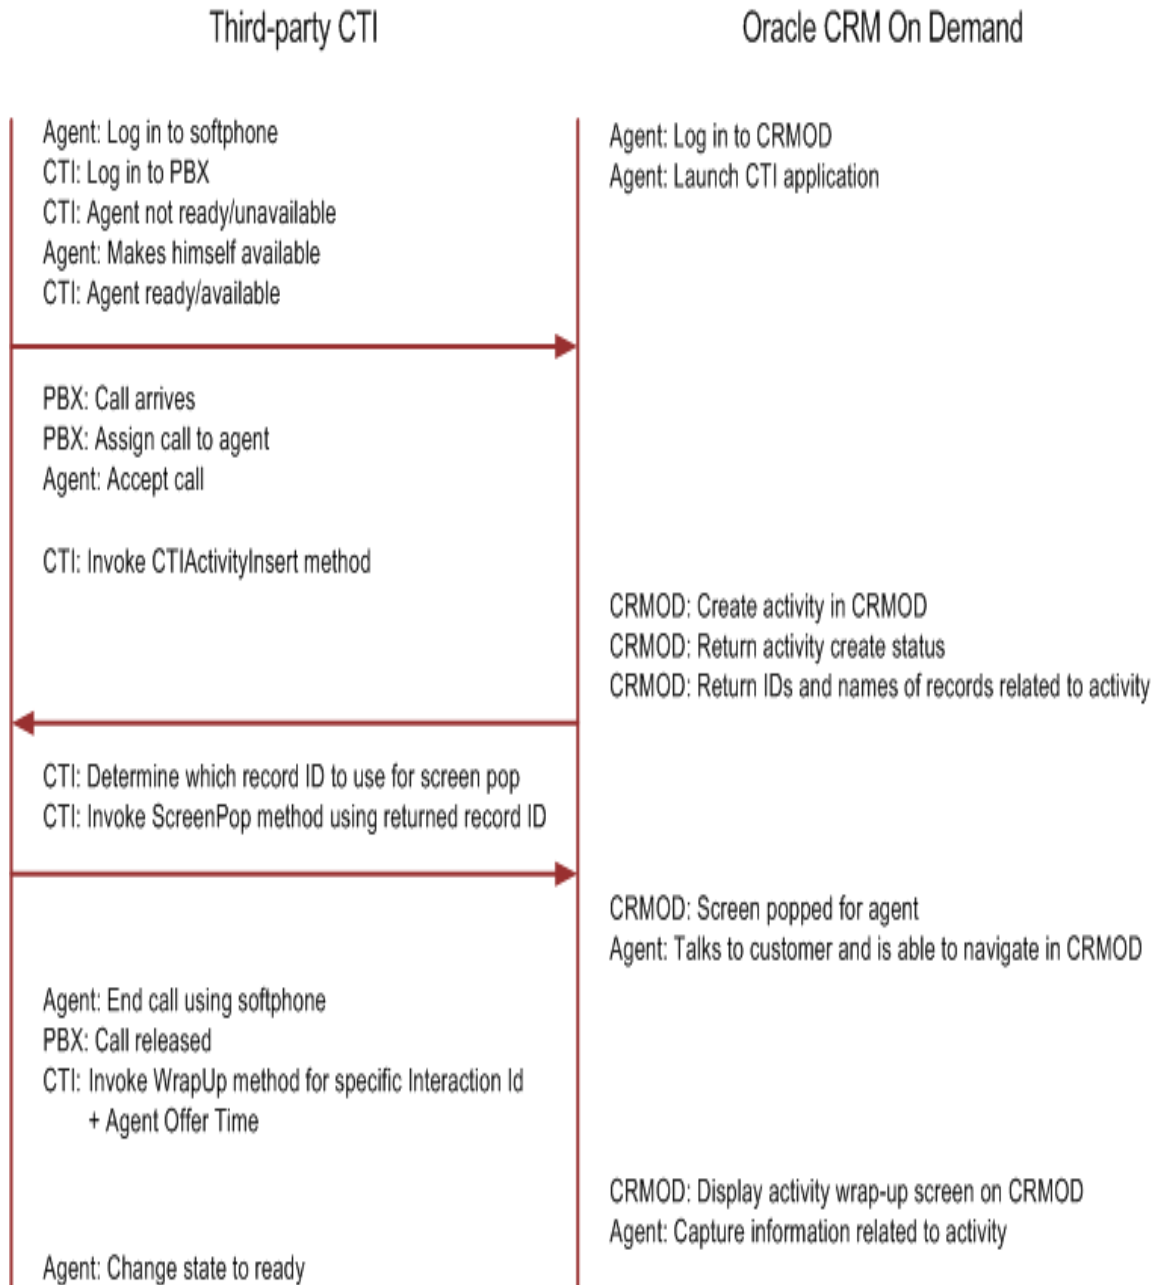 Third-party CTI
Oracle CRM On Demand
Agent: Log in to softphone
CTI: Log in to PBX
CTI: Agent not ready/unavailable
Agent: Makes himself available
CTI: Agent ready/available
Agent: Log in to CRMOD
Agent: Launch CTI application
PBX: Call arrives
PBX: Assign call to agent
Agent: Accept call
CTI: Invoke CTIActivityInsert method
CRMOD: Create activity in CRMOD
CRMOD: Return activity create status
CRMOD: Return IDs and names of records related to activity
CTI: Determine which record ID to use for screen pop
CTI: Invoke ScreenPop method using returned record ID
CRMOD: Screen popped for agent
Agent: Talks to customer and is able to navigate in CRMOD
Agent: End call using softphone
PBX: Call released
CTI: Invoke WrapUp method for specific Interaction Id
+ Agent Offer Time
CRMOD: Display activity wrap-up screen on CRMOD
Agent: Capture information related to activity
Agent: Change state to ready